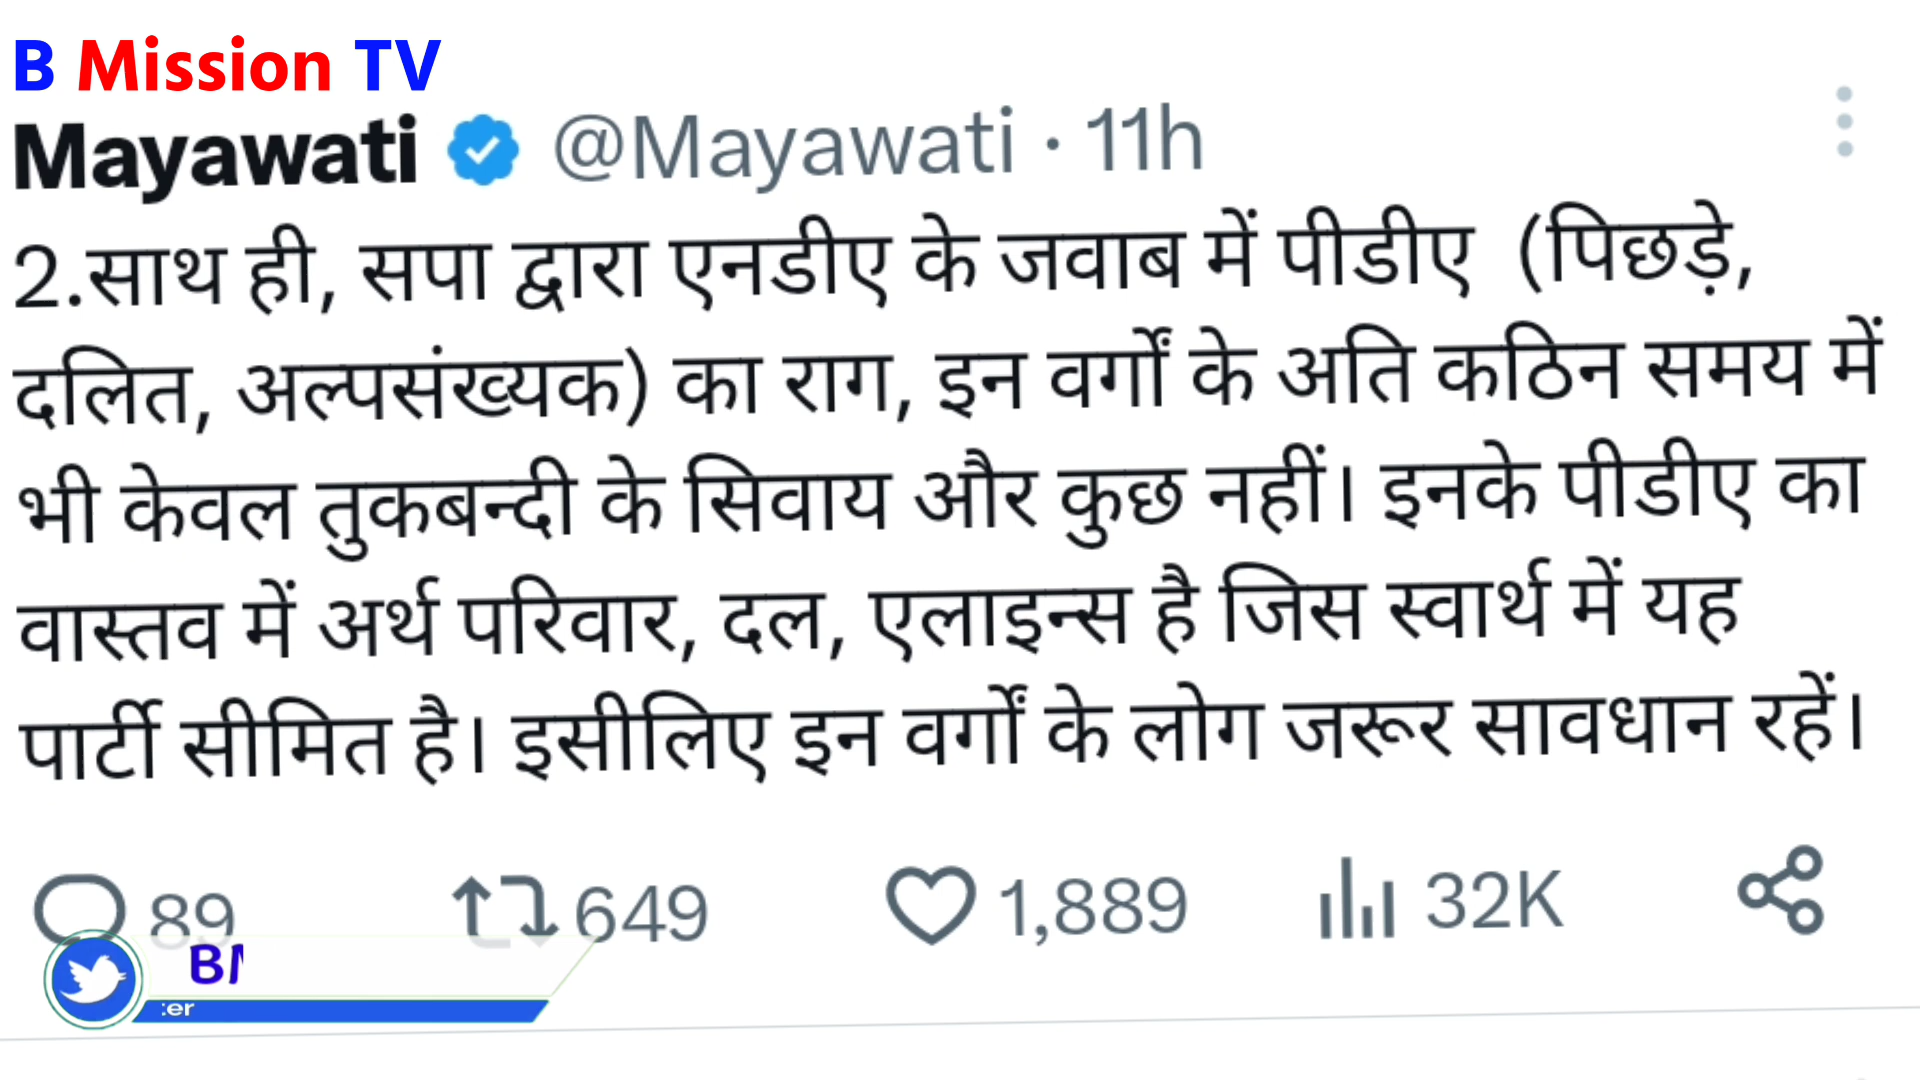 B Mission TV
Mayawati @Mayawati · 11h
2.साथ ही, सपा द्वारा एनडीए के जवाब में पीडीए (पिछड़े,
दलित, अल्पसंख्यक) का राग, इन वर्गों के अति कठिन समय में
भी केवल तुकबन्दी के सिवाय और कुछ नहीं। इनके पीडीए का
वास्तव में अर्थ परिवार, दल, एलाइन्स है जिस स्वार्थ में यह
पार्टी सीमित है। इसीलिए इन वर्गों के लोग जरूर सावधान रहें।
89 649 1,889 32K